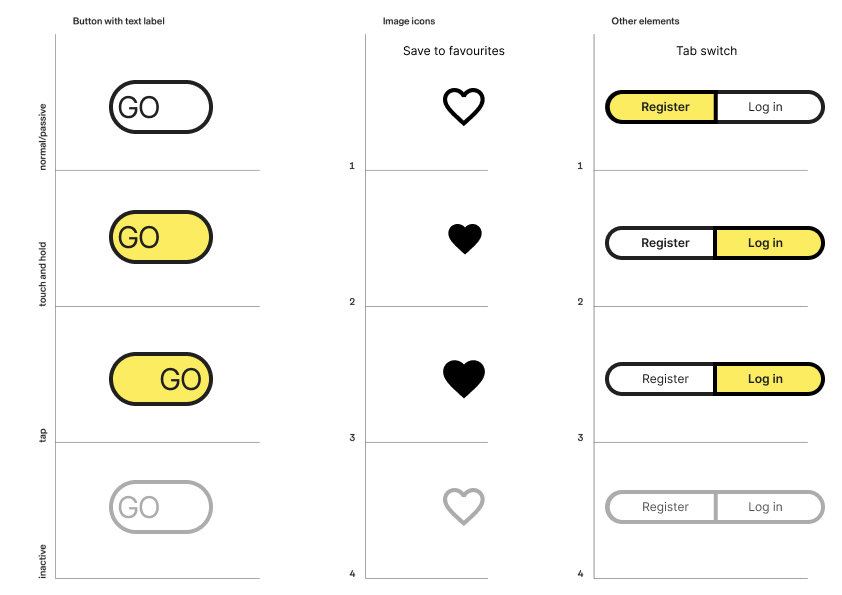 Button with text label
Image icons
Other elements
Save to favourites
Tab switch
normal/passive
GO
Register
Log in
1
1
touch and hold
GO
Register
Log in
2
2
tap
GO
Register
Log in
3
3
inactive
GO
Register
Log in
4
4